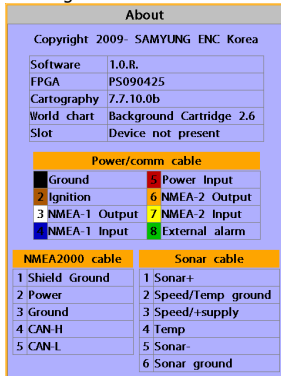 About
Copyright 2009- SAMYUNG ENC Korea
Software 1.0.R.
FPGA PS090425
Cartography 7.7.10.0b
World chart Background Cartridge 2.6
Slot Device not present
Power/comm cable
Ground 5 Power Input
2 Ignition 6 NMEA-2 Output
3 NMEA-1 Output 7 NMEA-2 Input
4 NMEA-1 Input 8 External alarm
NMEA2000 cable
1 Shield Ground
2 Power
3 Ground
4 CAN-H
5 CAN-L
Sonar cable
1 Sonar+
2 Speed/Temp ground
3 Speed/+supply
4 Temp
5 Sonar-
6 Sonar ground